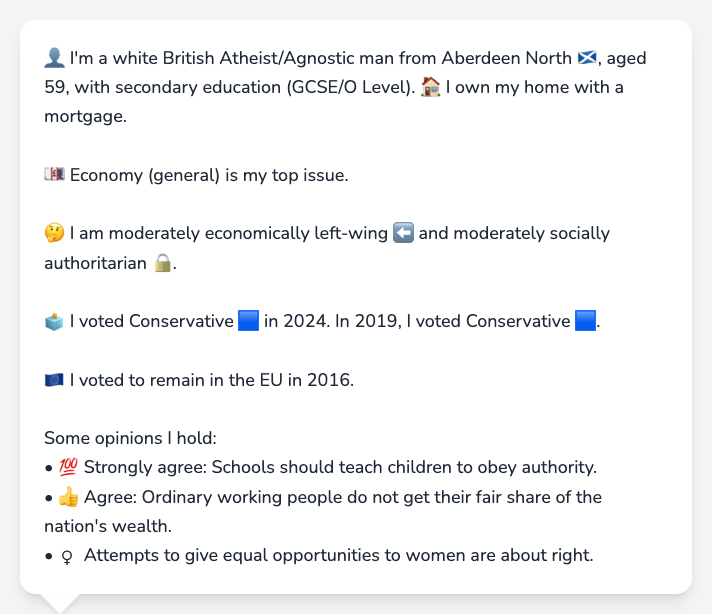 👤 I'm a white British Atheist/Agnostic man from Aberdeen North 🏴󠁧󠁢󠁳󠁣󠁴󠁿, aged
59, with secondary education (GCSE/O Level). 🏠 I own my home with a
mortgage.
💷 Economy (general) is my top issue.
🤔 I am moderately economically left-wing ⬅️ and moderately socially
authoritarian 🔒.
🗳️ I voted Conservative 🟦 in 2024. In 2019, I voted Conservative 🟦.
🇪🇺 I voted to remain in the EU in 2016.
Some opinions I hold:
• 💯 Strongly agree: Schools should teach children to obey authority.
• 👍 Agree: Ordinary working people do not get their fair share of the
nation's wealth.
• ♀ Attempts to give equal opportunities to women are about right.